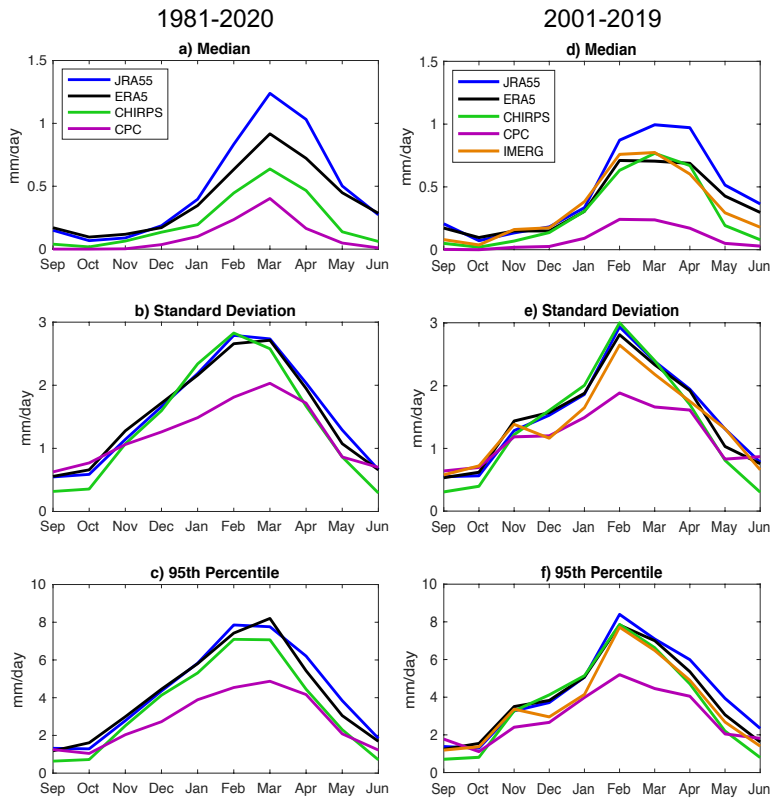 1981-2020
2001-2019
a) Median
1.5
1
0.5
0
mm/day
JRA55
ERA5
CHIRPS
CPC
Sep Oct Nov Dec Jan Feb Mar Apr May Jun
d) Median
1.5
1
0.5
0
mm/day
JRA55
ERA5
CHIRPS
CPC
IMERG
Sep Oct Nov Dec Jan Feb Mar Apr May Jun
b) Standard Deviation
3
2
1
0
mm/day
Sep Oct Nov Dec Jan Feb Mar Apr May Jun
e) Standard Deviation
3
2
1
0
mm/day
Sep Oct Nov Dec Jan Feb Mar Apr May Jun
c) 95th Percentile
10
8
6
4
2
0
mm/day
Sep Oct Nov Dec Jan Feb Mar Apr May Jun
f) 95th Percentile
10
8
6
4
2
0
mm/day
Sep Oct Nov Dec Jan Feb Mar Apr May Jun